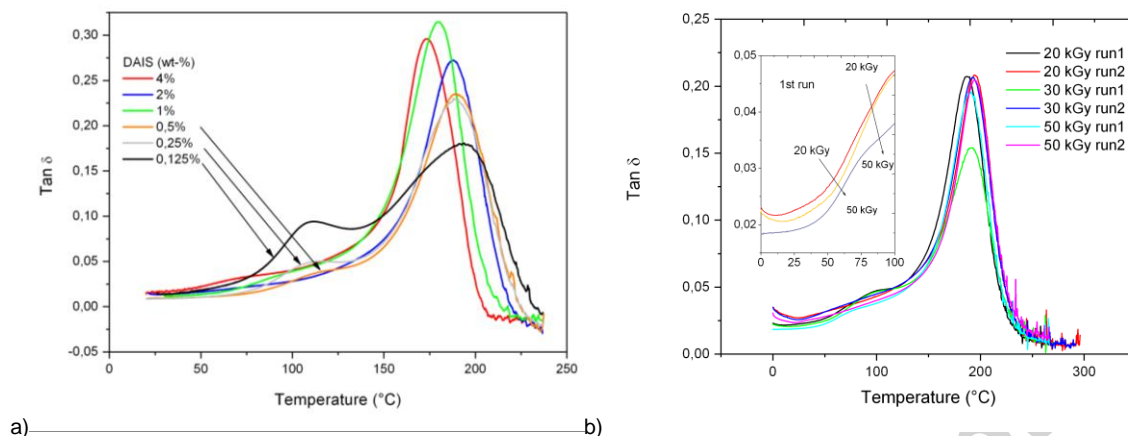 0,35
0,30
0,25
0,20
0,15
0,10
0,05
0,00
-0,05
Tan δ
DAIS (wt-%)
4%
2%
1%
0,5%
0,25%
0,125%
0 50 100 150 200 250
Temperature (°C)
a)
0,25
0,20
0,15
0,10
0,05
0,00
Tan δ
20 kGy run1
20 kGy run2
30 kGy run1
30 kGy run2
50 kGy run1
50 kGy run2
0,05
0,04
0,03
0,02
1st run
20 kGy
50 kGy
20 kGy
50 kGy
0 25 50 75 100
0 100 200 300
Temperature (°C)
b)